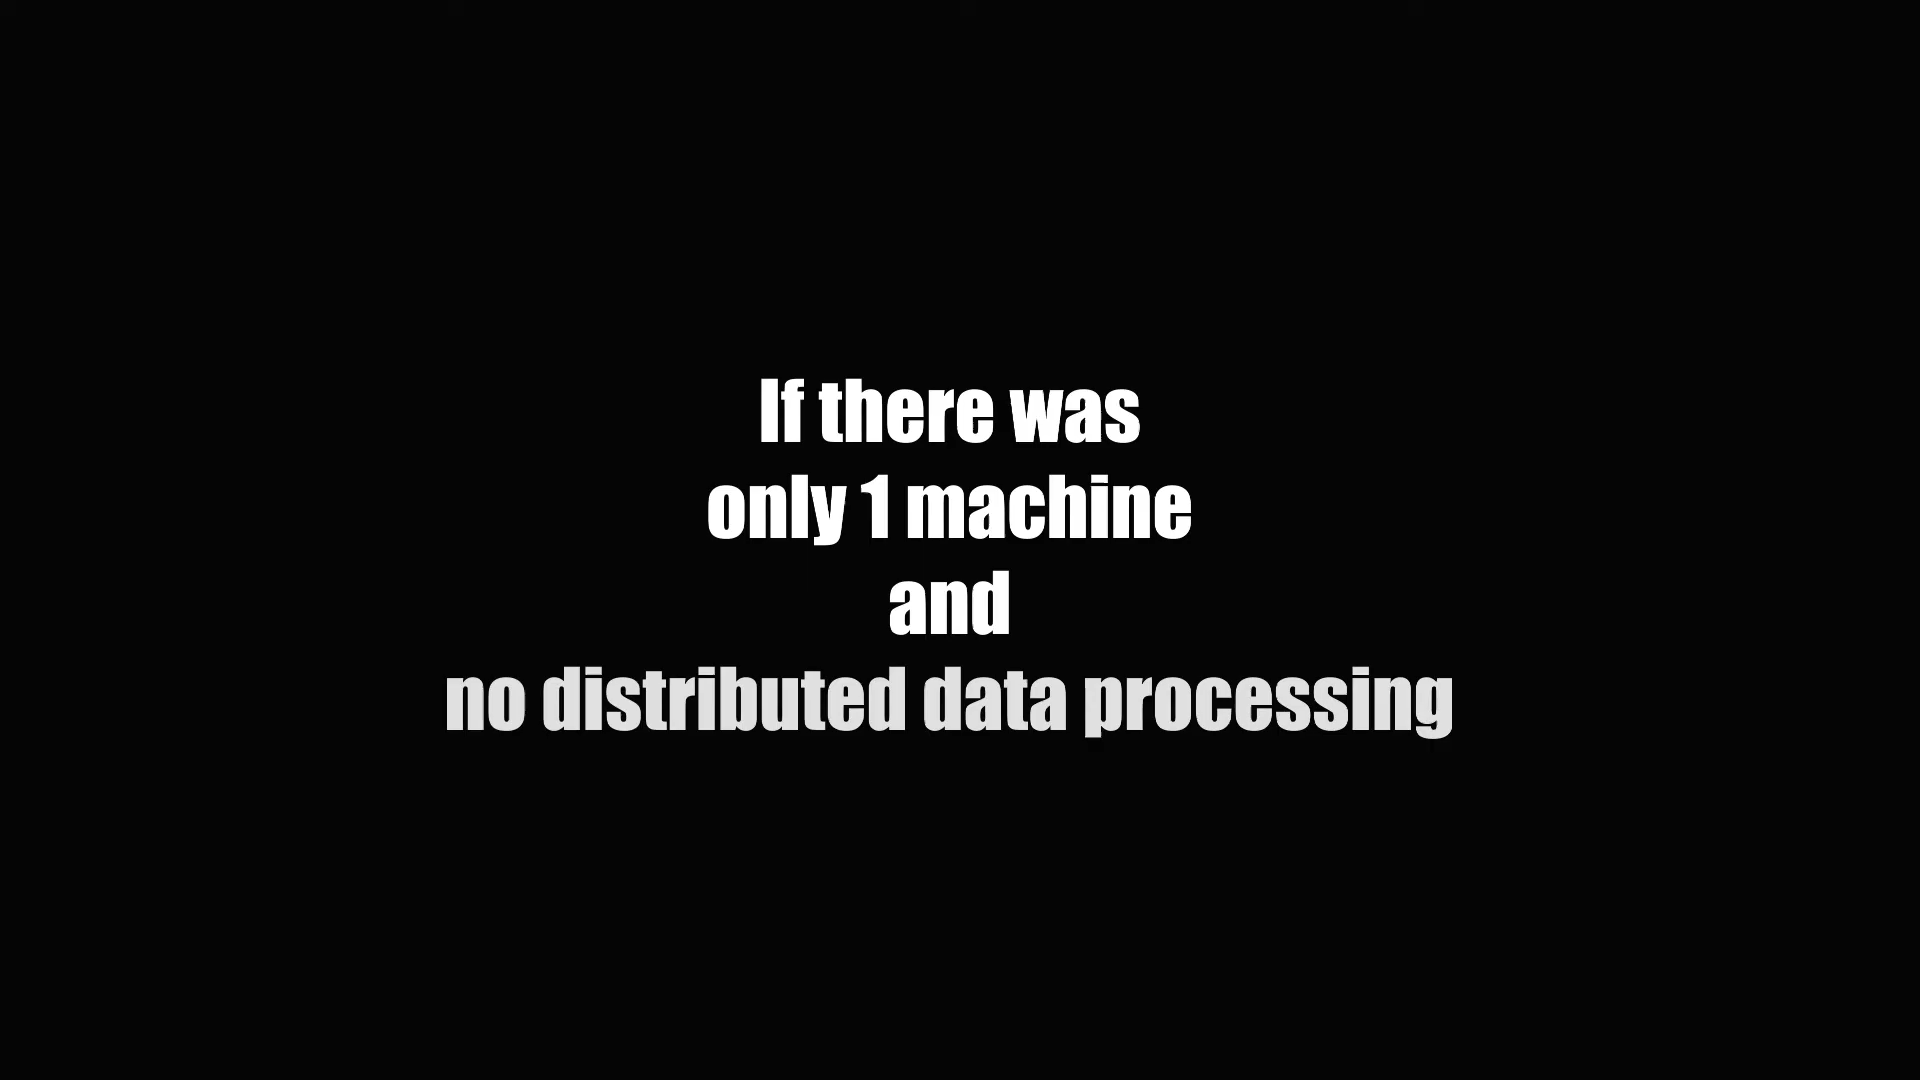 If there was
only 1 machine
and
no distributed data processing